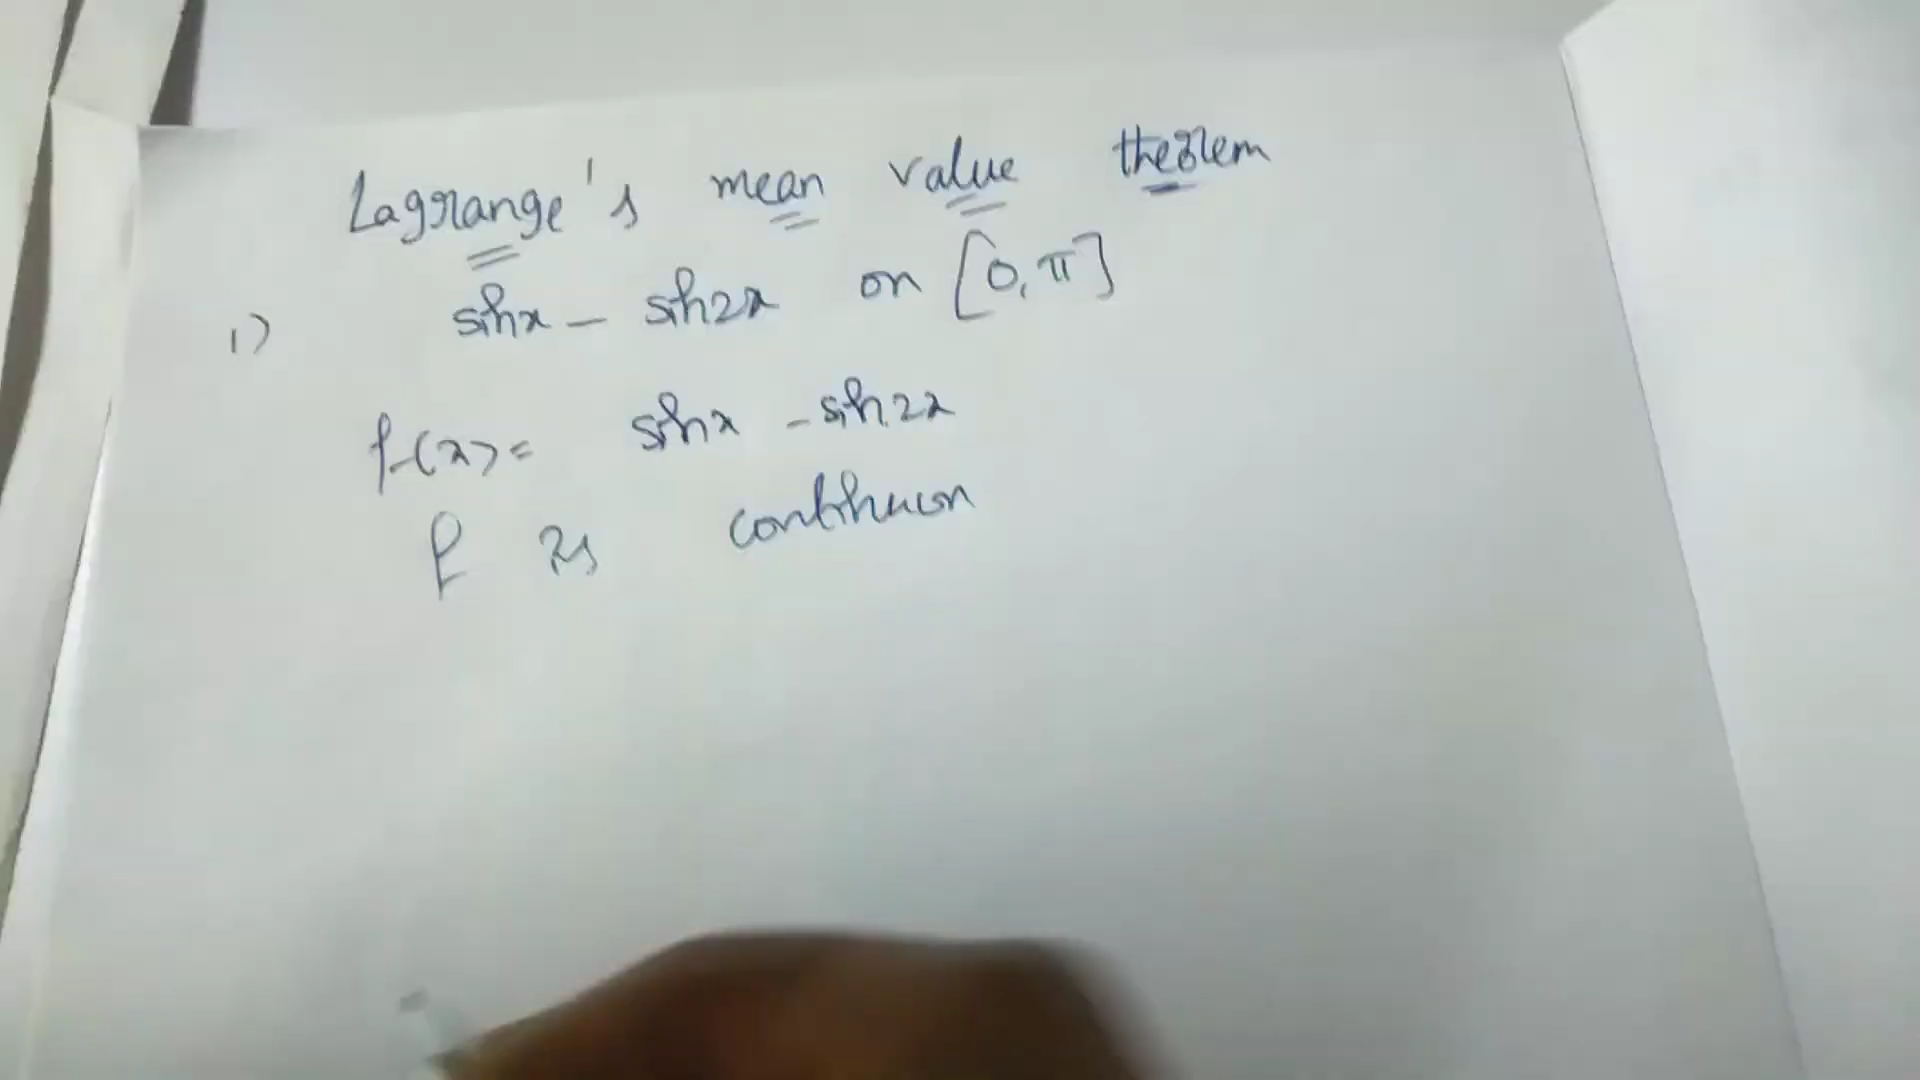 Lagrange's mean value theorem
1) sinx - sin2x on [0, π]
f(x) = sinx - sin2x
f is continuous